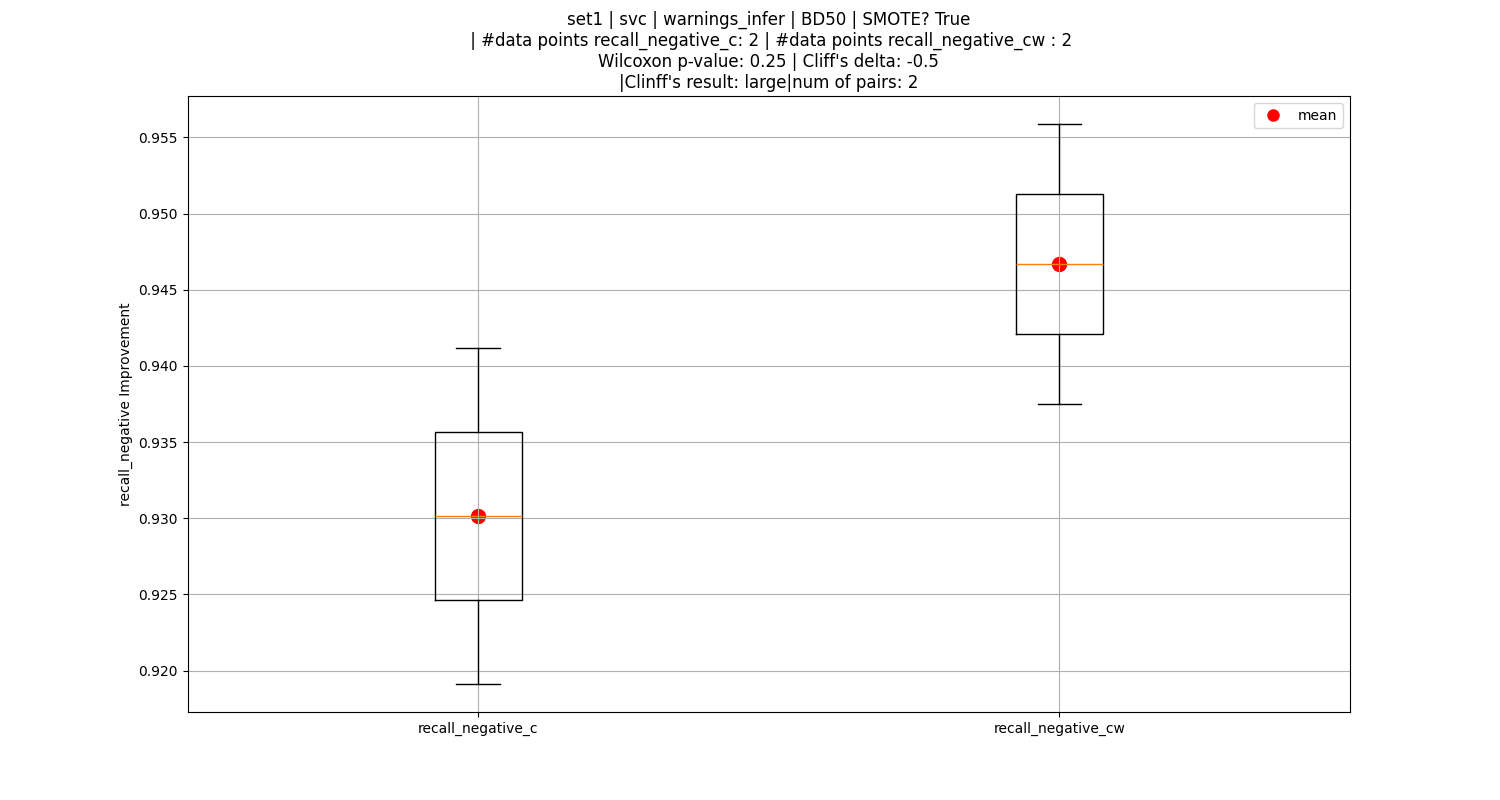 set1 | svc | warnings_infer | BD50 | SMOTE? True
| #data points recall_negative_c: 2 | #data points recall_negative_cw : 2
Wilcoxon p-value: 0.25 | Cliff's delta: -0.5
|Clinff's result: large|num of pairs: 2
mean
0.955
0.950
0.945
0.940
0.935
0.930
0.925
0.920
recall_negative Improvement
recall_negative_c
recall_negative_cw